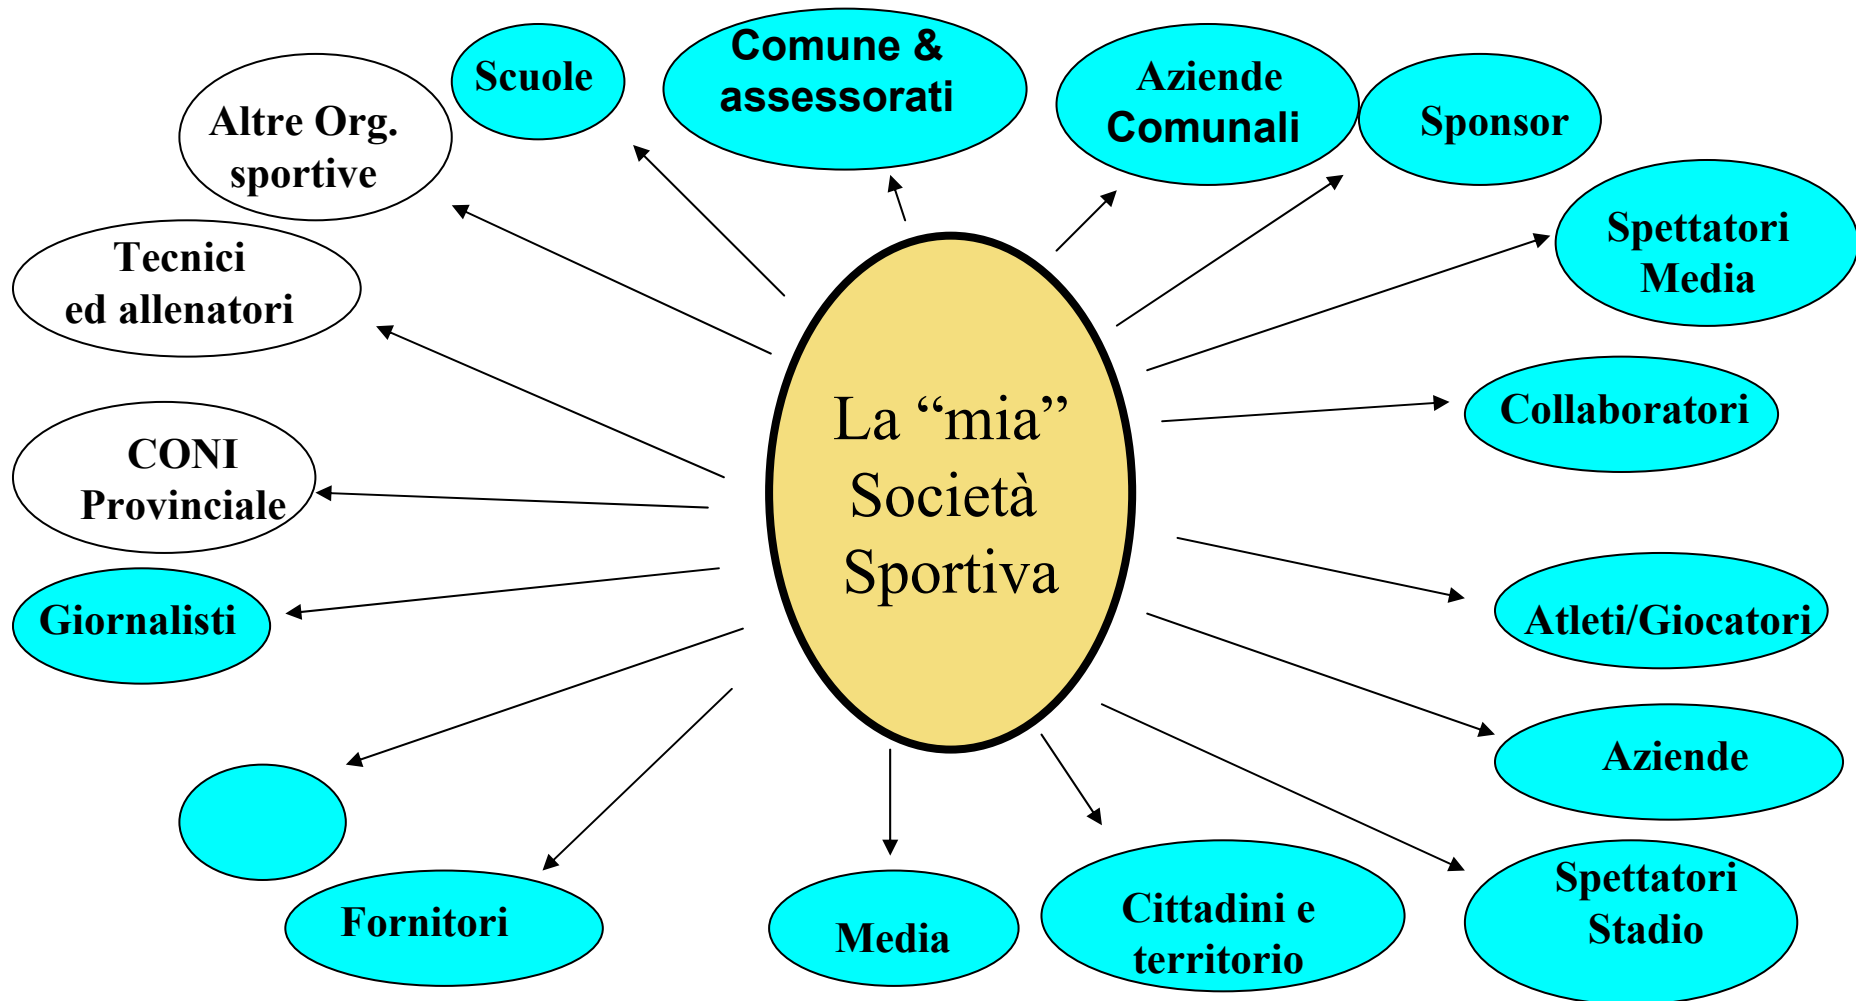 Scuole
Comune &
assessorati
Aziende
Comunali
Sponsor
Altre Org.
sportive
Spettatori
Media
Tecnici
ed allenatori
Collaboratori
La “mia”
Società
Sportiva
CONI
Provinciale
Giornalisti
Atleti/Giocatori
Aziende
Spettatori
Stadio
Fornitori
Media
Cittadini e
territorio